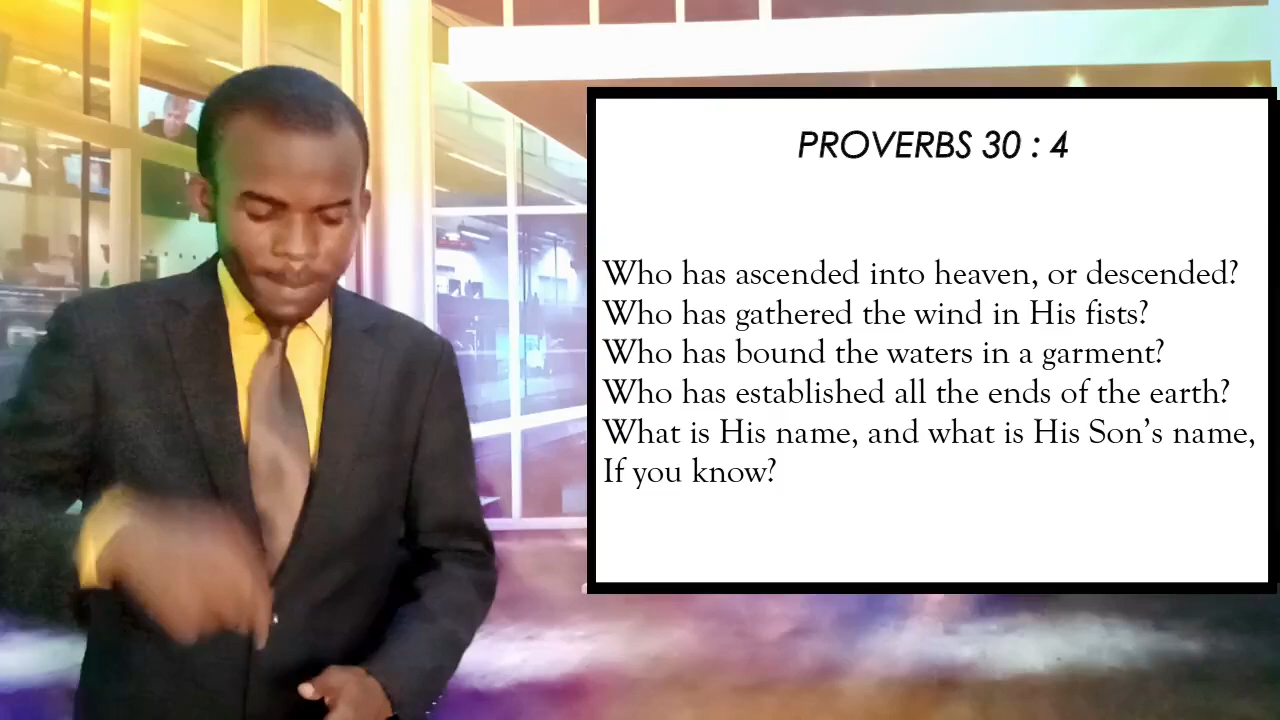 PROVERBS 30 : 4
Who has ascended into heaven, or descended?
Who has gathered the wind in His fists?
Who has bound the waters in a garment?
Who has established all the ends of the earth?
What is His name, and what is His Son’s name,
If you know?